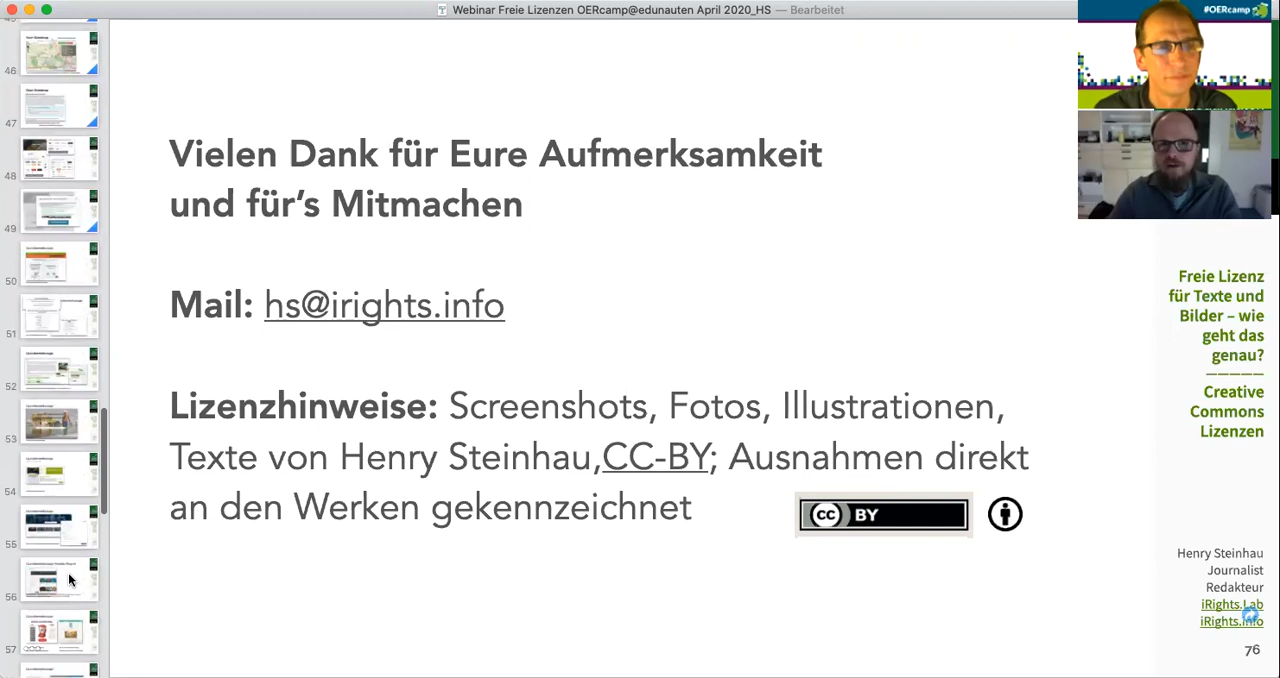 Webinar Freie Lizenzen OERcamp@edunauten April 2020_HS — Bearbeitet
#OERcamp
46
47
48
49
50
51
52
53
54
55
56
57
Vielen Dank für Eure Aufmerksamkeit
und für’s Mitmachen
Mail: hs@irights.info
Lizenzhinweise: Screenshots, Fotos, Illustrationen,
Texte von Henry Steinhau,CC-BY; Ausnahmen direkt
an den Werken gekennzeichnet
cc BY
Freie Lizenz
für Texte und
Bilder – wie
geht das
genau?
—————
Creative
Commons
Lizenzen
Henry Steinhau
Journalist
Redakteur
iRights.Lab
iRights.info
76